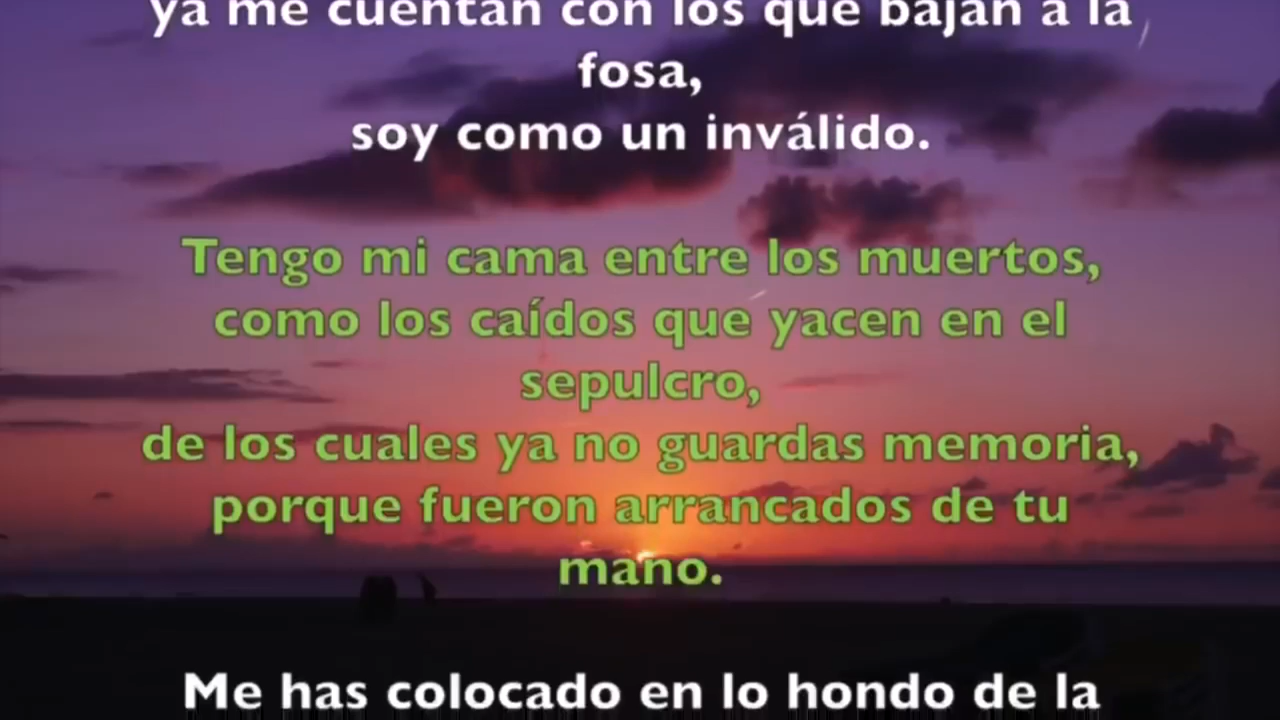 ya me cuentan con los que bajan a la
fosa,
soy como un inválido.
Tengo mi cama entre los muertos,
como los caídos que yacen en el
sepulcro,
de los cuales ya no guardas memoria,
porque fueron arrancados de tu
mano.
Me has colocado en lo hondo de la